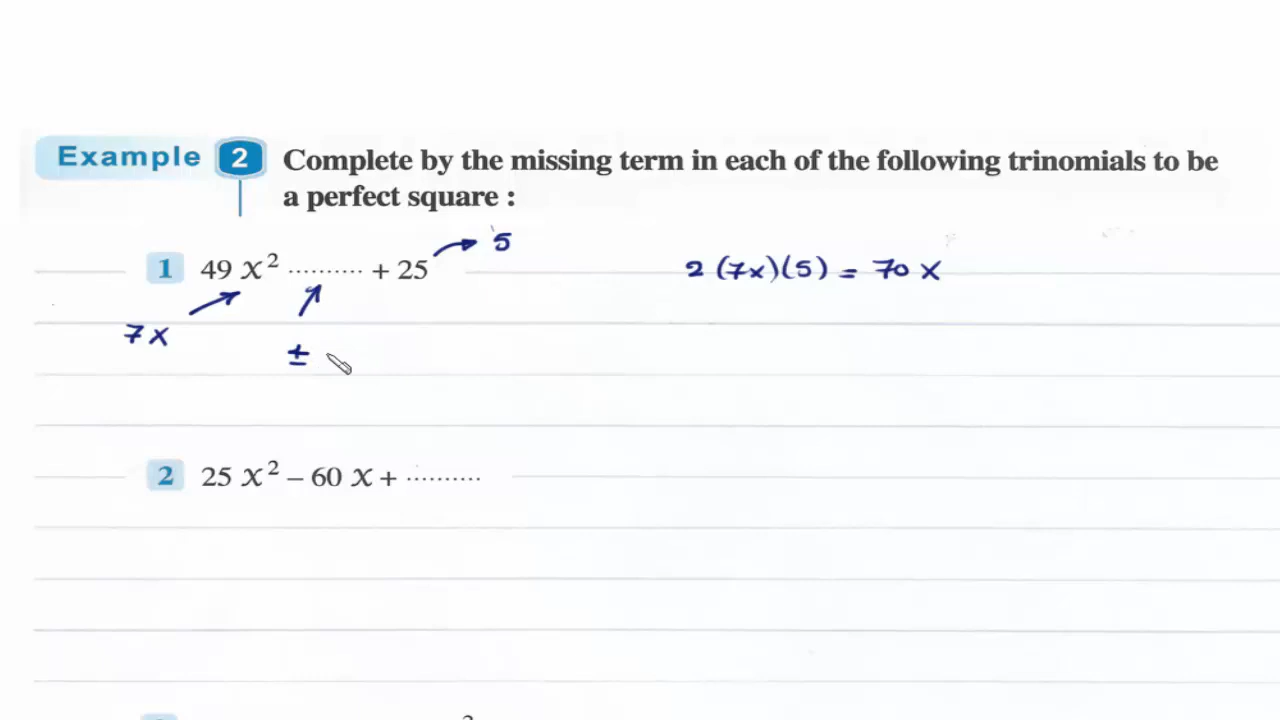 Example 2 Complete by the missing term in each of the following trinomials to be
a perfect square :
5
1 49 x² .......... + 25
2 (7x)(5) = 70 x
7x
±
2 25 x² – 60 x + ..........